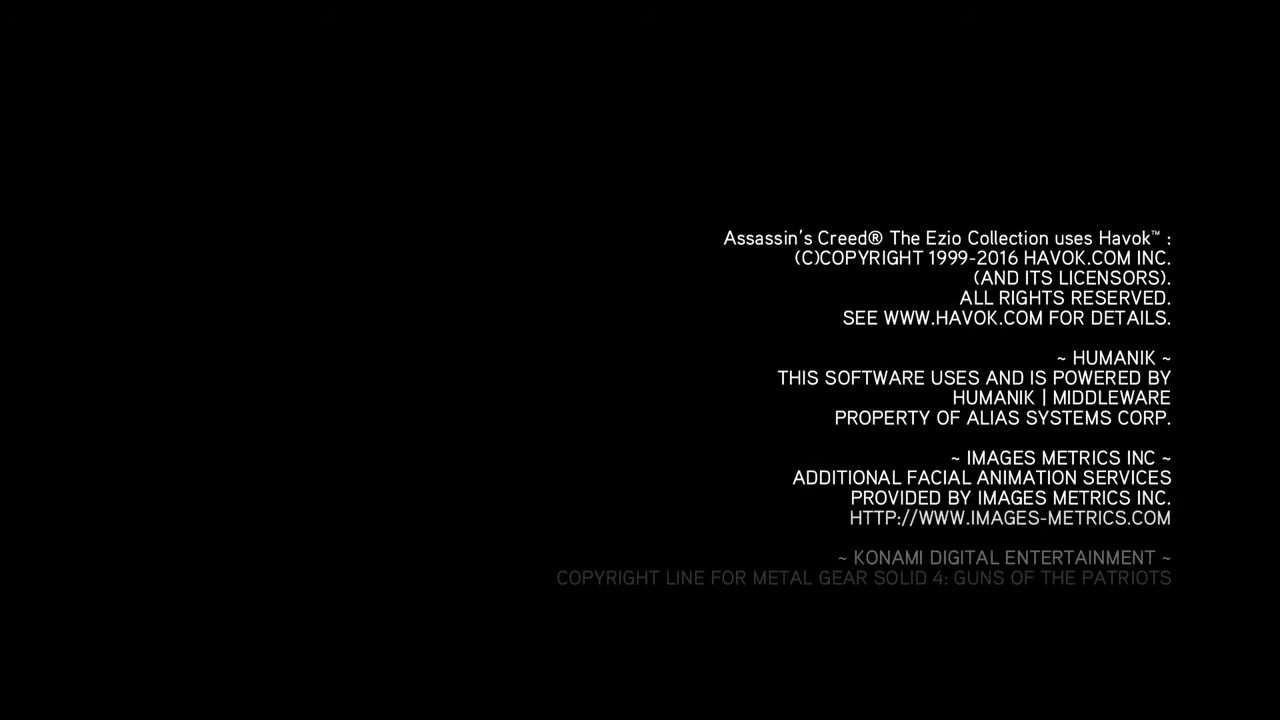 Assassin's Creed® The Ezio Collection uses Havok™ :
(C)COPYRIGHT 1999-2016 HAVOK.COM INC.
(AND ITS LICENSORS).
ALL RIGHTS RESERVED.
SEE WWW.HAVOK.COM FOR DETAILS.
~ HUMANIK ~
THIS SOFTWARE USES AND IS POWERED BY
HUMANIK | MIDDLEWARE
PROPERTY OF ALIAS SYSTEMS CORP.
~ IMAGES METRICS INC ~
ADDITIONAL FACIAL ANIMATION SERVICES
PROVIDED BY IMAGES METRICS INC.
HTTP://WWW.IMAGES-METRICS.COM
~ KONAMI DIGITAL ENTERTAINMENT ~
COPYRIGHT LINE FOR METAL GEAR SOLID 4: GUNS OF THE PATRIOTS